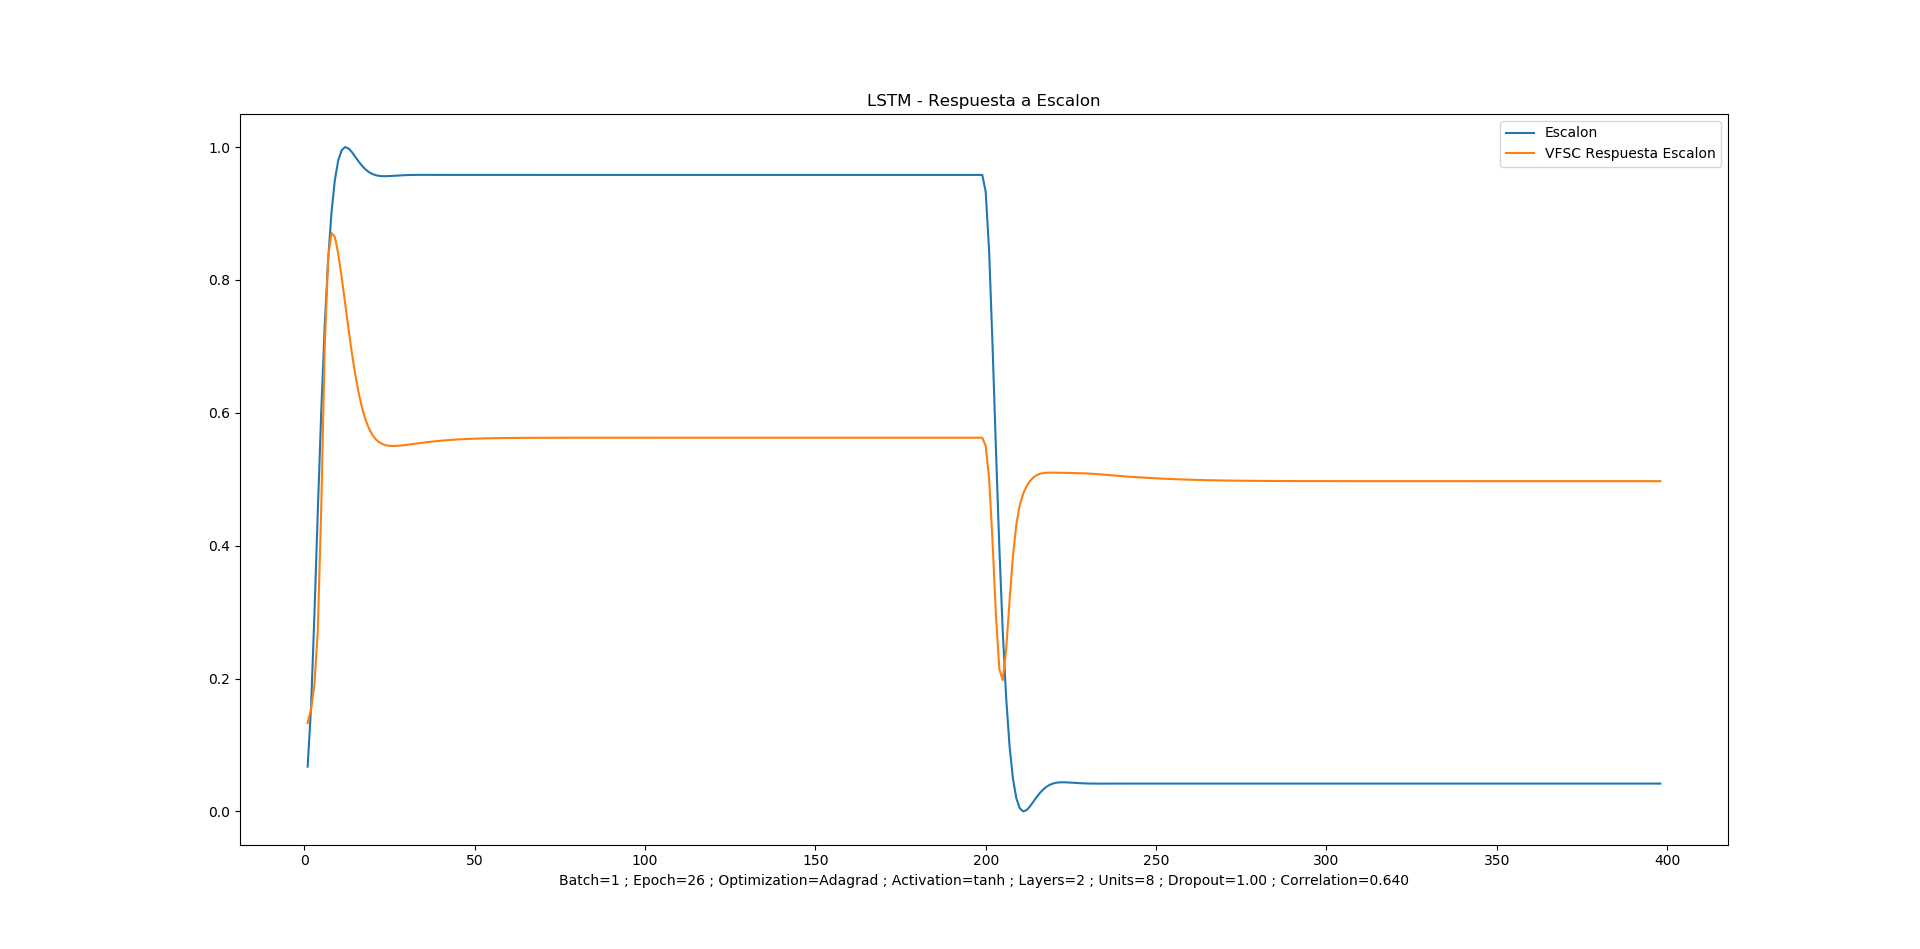 LSTM - Respuesta a Escalon
Escalon
VFSC Respuesta Escalon
1.0
0.8
0.6
0.4
0.2
0.0
0 50 100 150 200 250 300 350 400
Batch=1 ; Epoch=26 ; Optimization=Adagrad ; Activation=tanh ; Layers=2 ; Units=8 ; Dropout=1.00 ; Correlation=0.640